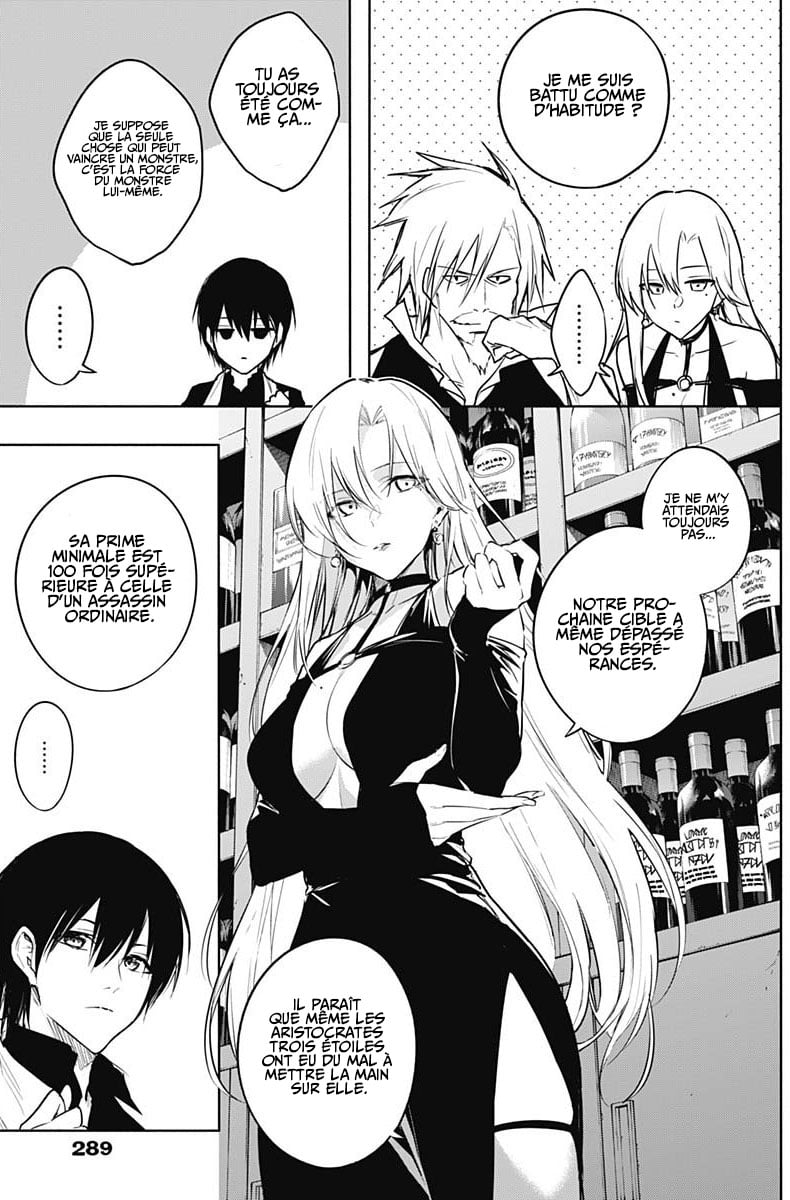 JE ME SUIS
BATTU COMME
D'HABITUDE ?
......
TU AS
TOUJOURS
ÉTÉ COM-
ME ÇA...
JE SUPPOSE
QUE LA SEULE
CHOSE QUI PEUT
VAINCRE UN MONSTRE,
C'EST LA FORCE
DU MONSTRE
LUI-MÊME.
......
JE NE M'Y
ATTENDAIS
TOUJOURS
PAS...
NOTRE PRO-
CHAINE CIBLE A
MÊME DÉPASSÉ
NOS ESPÉ-
RANCES.
IL PARAÎT
QUE MÊME LES
ARISTOCRATES
TROIS ÉTOILES
ONT EU DU MAL À
METTRE LA MAIN
SUR ELLE.
SA PRIME
MINIMALE EST
100 FOIS SUPÉ-
RIEURE À CELLE
D'UN ASSASSIN
ORDINAIRE.
......
289